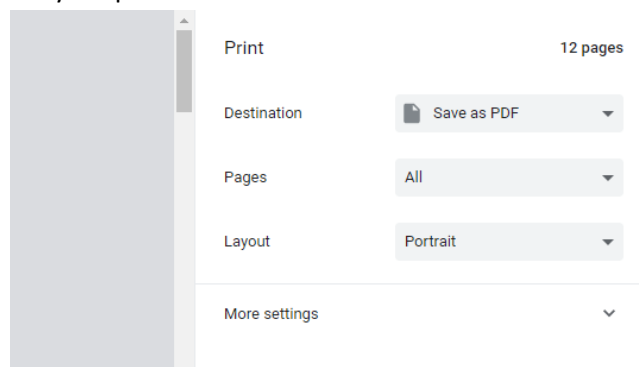 Print 12 pages
Destination Save as PDF
Pages All
Layout Portrait
More settings